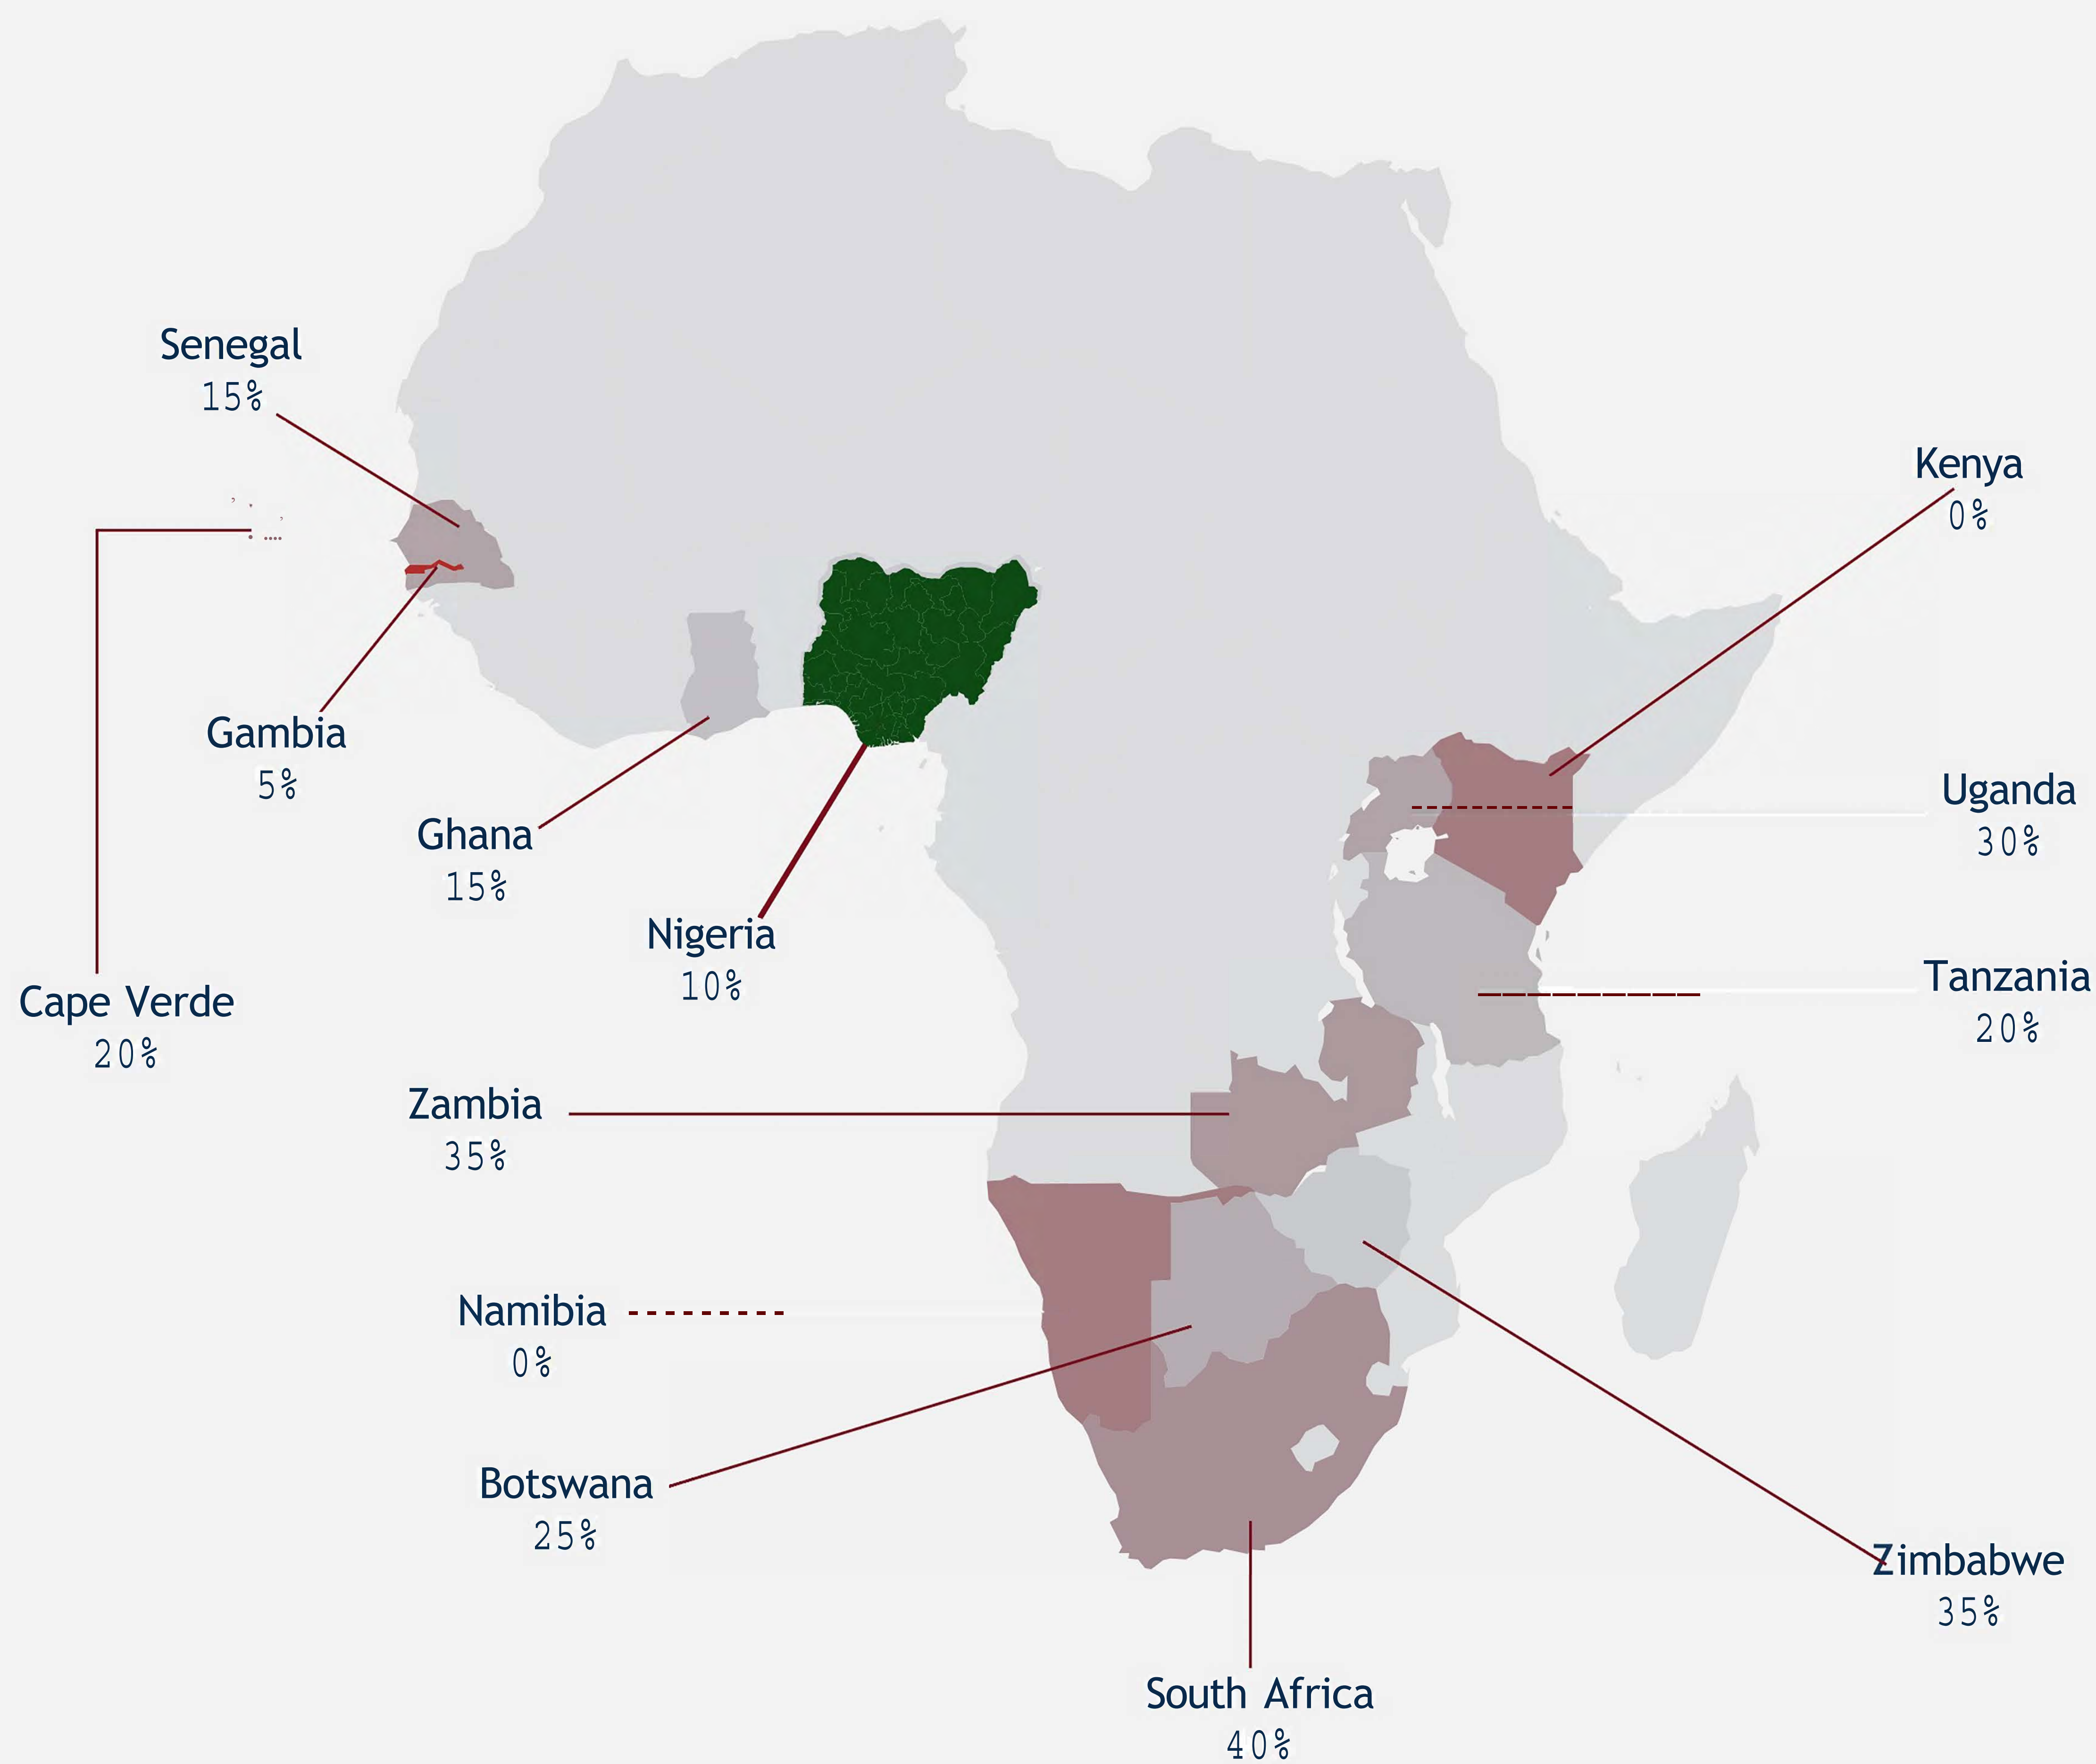 Senegal
15%
Kenya
0%
Gambia
5%
Uganda
30%
Ghana
15%
Nigeria
10%
Tanzania
20%
Cape Verde
20%
Zambia
35%
Namibia
0%
Botswana
25%
Zimbabwe
35%
South Africa
40%